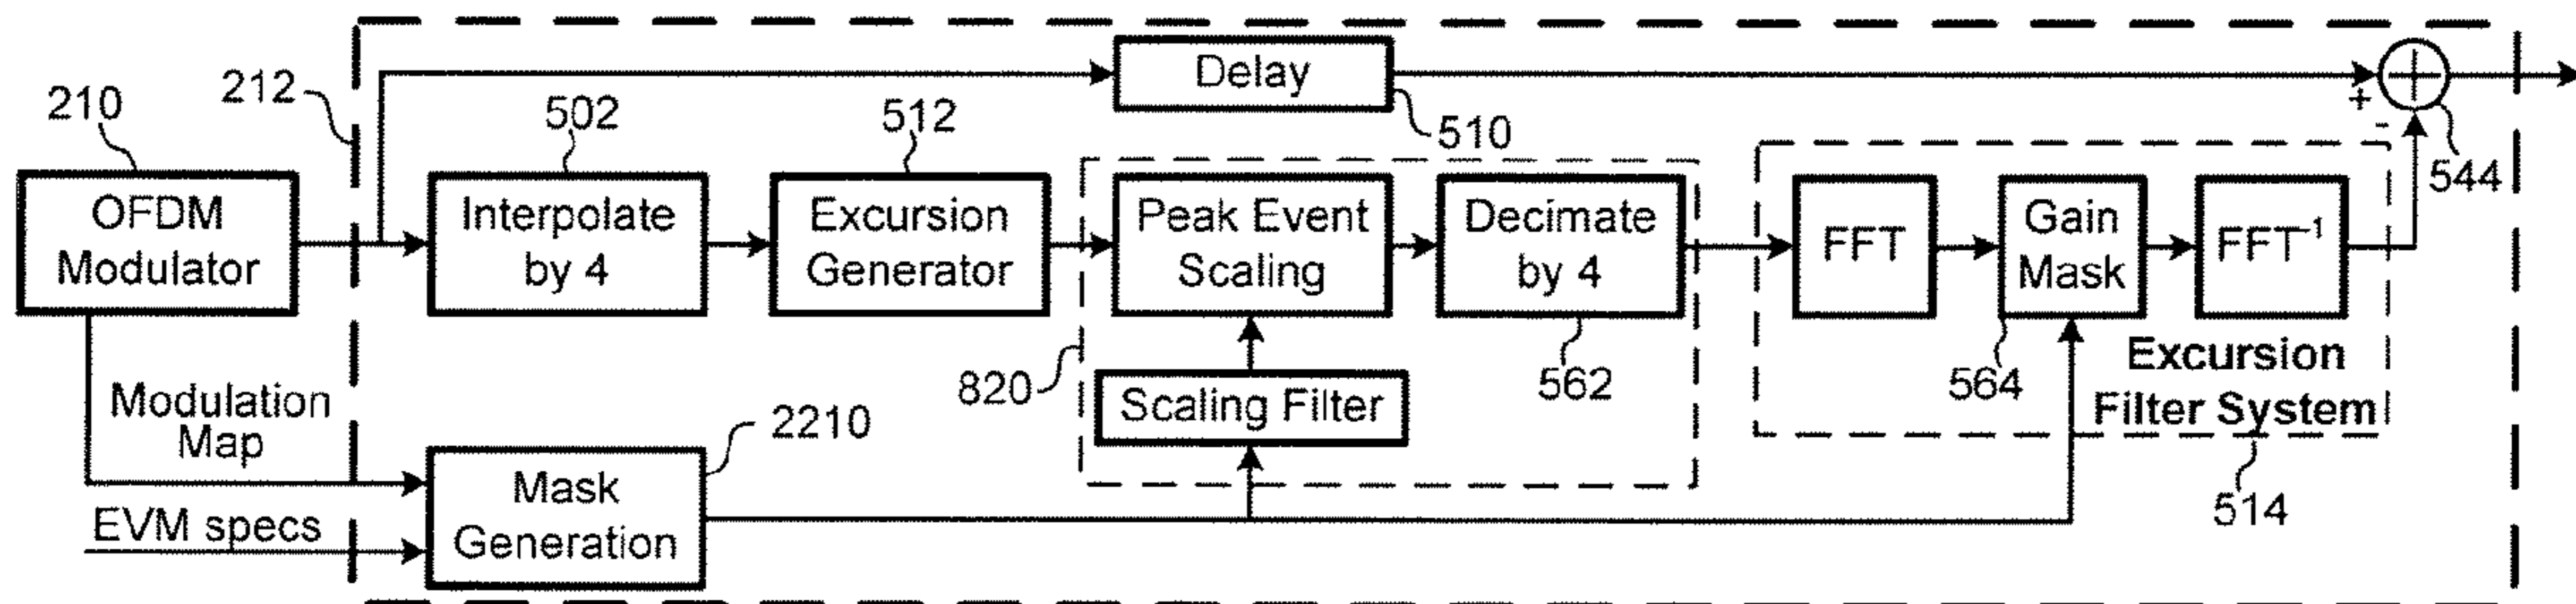 Delay
510
+
-
544
212
210
OFDM
Modulator
502
Interpolate
by 4
512
Excursion
Generator
Peak Event
Scaling
Decimate
by 4
562
820
Scaling Filter
FFT
Gain
Mask
FFT-1
564
Excursion
Filter System
514
Modulation
Map
EVM specs
2210
Mask
Generation